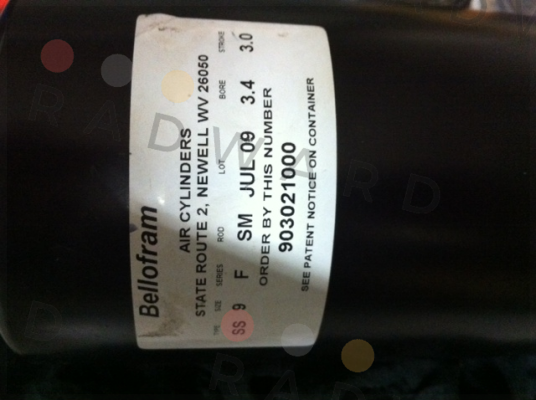 Bellofram
AIR CYLINDERS
STATE ROUTE 2, NEWELL WV 26050
TYPE SIZE SERIES ROD LOT BORE STROKE
SS 9 F SM JUL 09 3.4 3.0
ORDER BY THIS NUMBER
903021000
SEE PATENT NOTICE ON CONTAINER
RADWARD